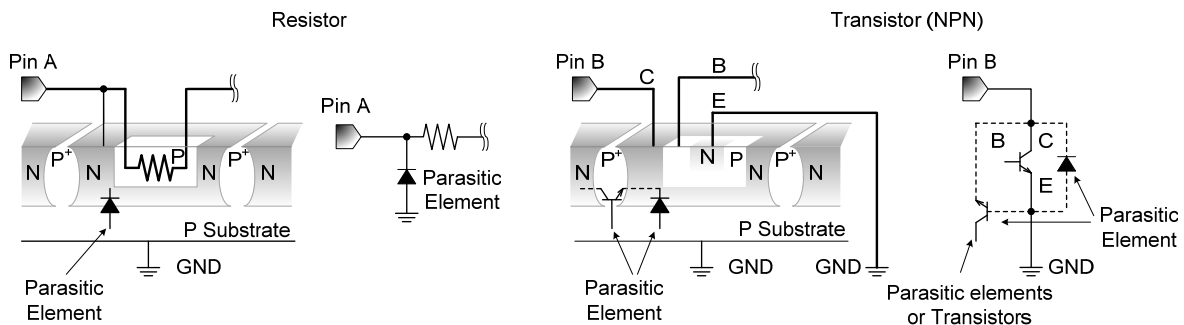 Resistor
Transistor (NPN)
Pin A
N
P+
N
P
N
P+
N
P Substrate
GND
Parasitic
Element
Pin A
Parasitic
Element
Pin B
C
B
E
N
P+
N
P
N
P+
N
P Substrate
GND
GND
Parasitic
Element
Pin B
B
C
E
Parasitic
Element
GND
Parasitic elements
or Transistors